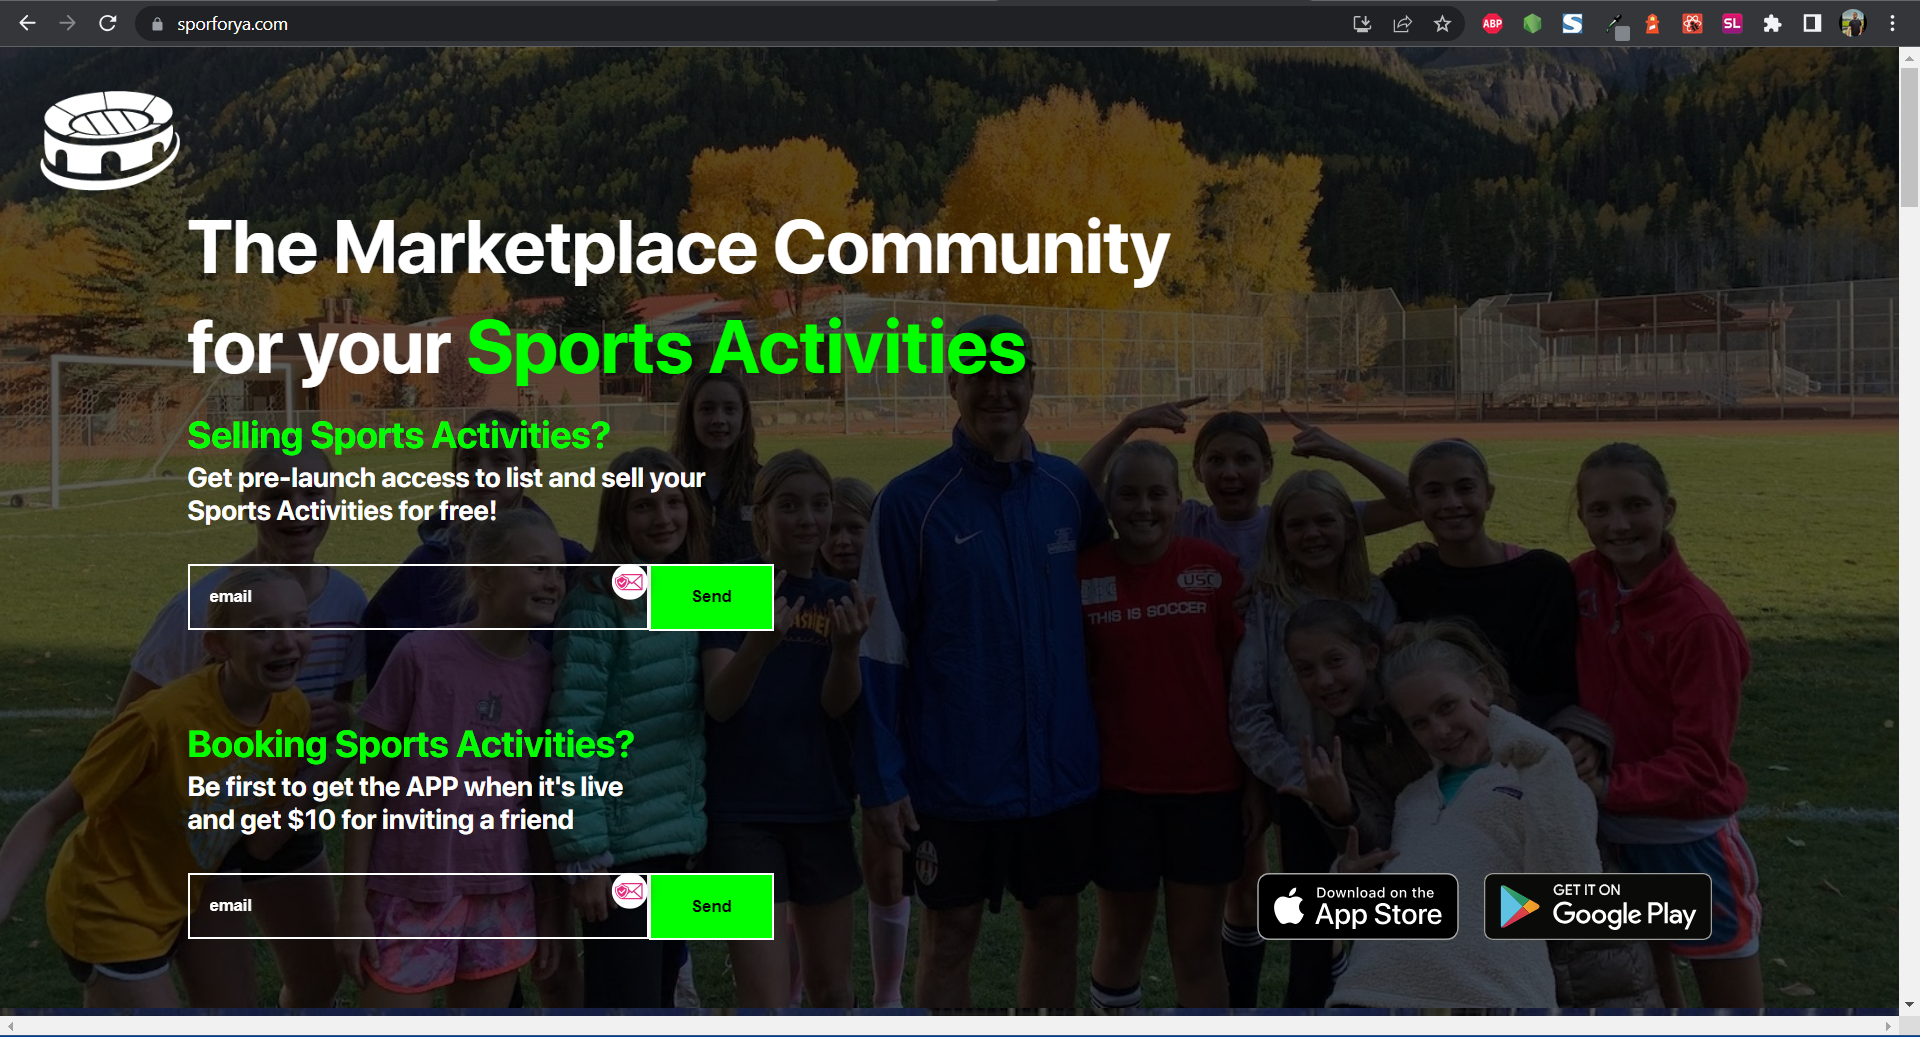 sporforya.com
ABP
SL
The Marketplace Community
for your Sports Activities
Selling Sports Activities?
Get pre-launch access to list and sell your
Sports Activities for free!
email
Send
USC
THIS IS SOCCER
Booking Sports Activities?
Be first to get the APP when it's live
and get $10 for inviting a friend
email
Send
Download on the
App Store
GET IT ON
Google Play